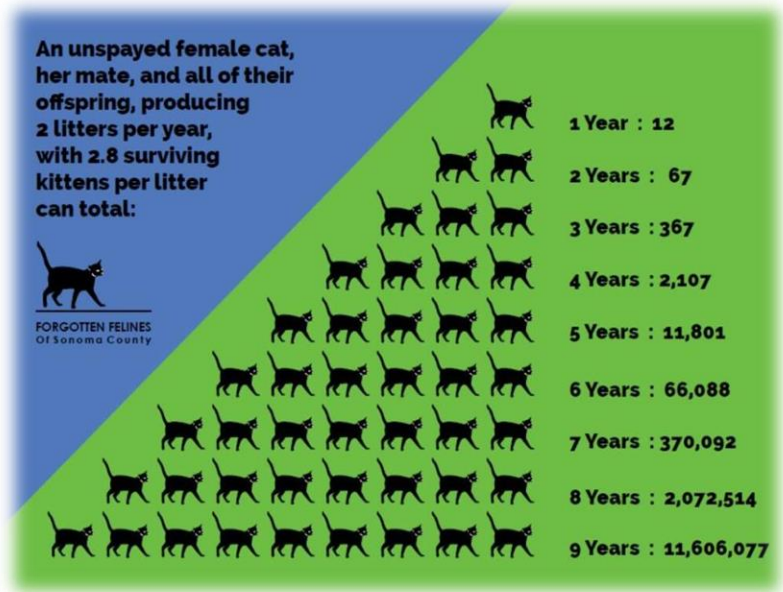 An unspayed female cat,
her mate, and all of their
offspring, producing
2 litters per year,
with 2.8 surviving
kittens per litter
can total:
FORGOTTEN FELINES
Of Sonoma County
1 Year : 12
2 Years : 67
3 Years : 367
4 Years : 2,107
5 Years : 11,801
6 Years : 66,088
7 Years : 370,092
8 Years : 2,072,514
9 Years : 11,606,077